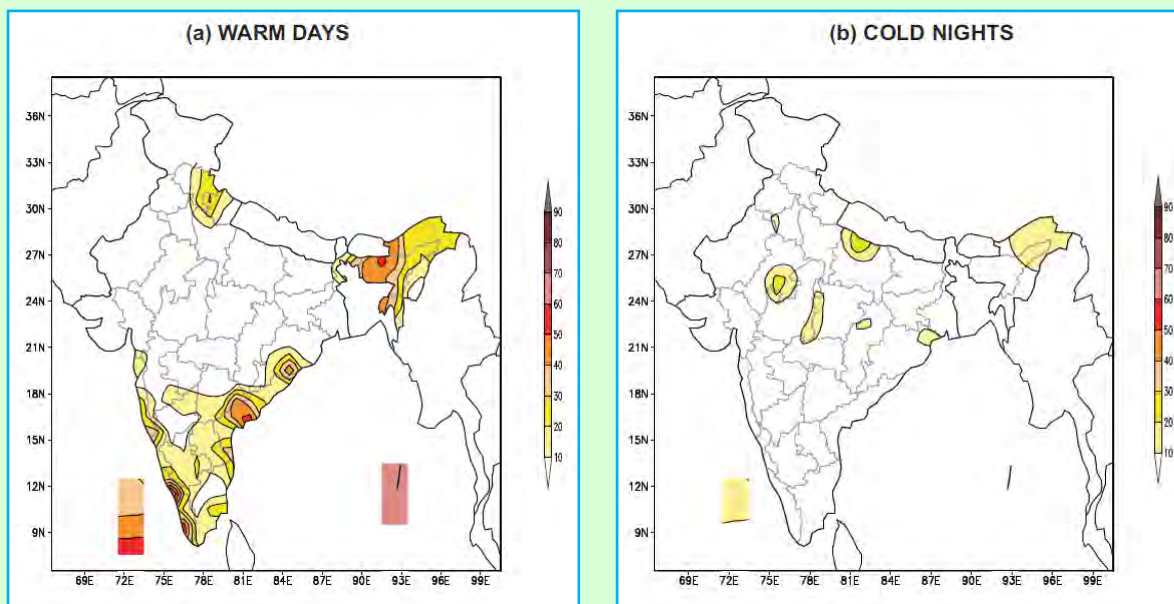 (a) WARM DAYS
36N
33N
30N
27N
24N
21N
18N
15N
12N
9N
69E 72E 75E 78E 81E 84E 87E 90E 93E 96E 99E
90
80
70
60
50
40
30
20
10
(b) COLD NIGHTS
36N
33N
30N
27N
24N
21N
18N
15N
12N
9N
69E 72E 75E 78E 81E 84E 87E 90E 93E 96E 99E
90
80
70
60
50
40
30
20
10